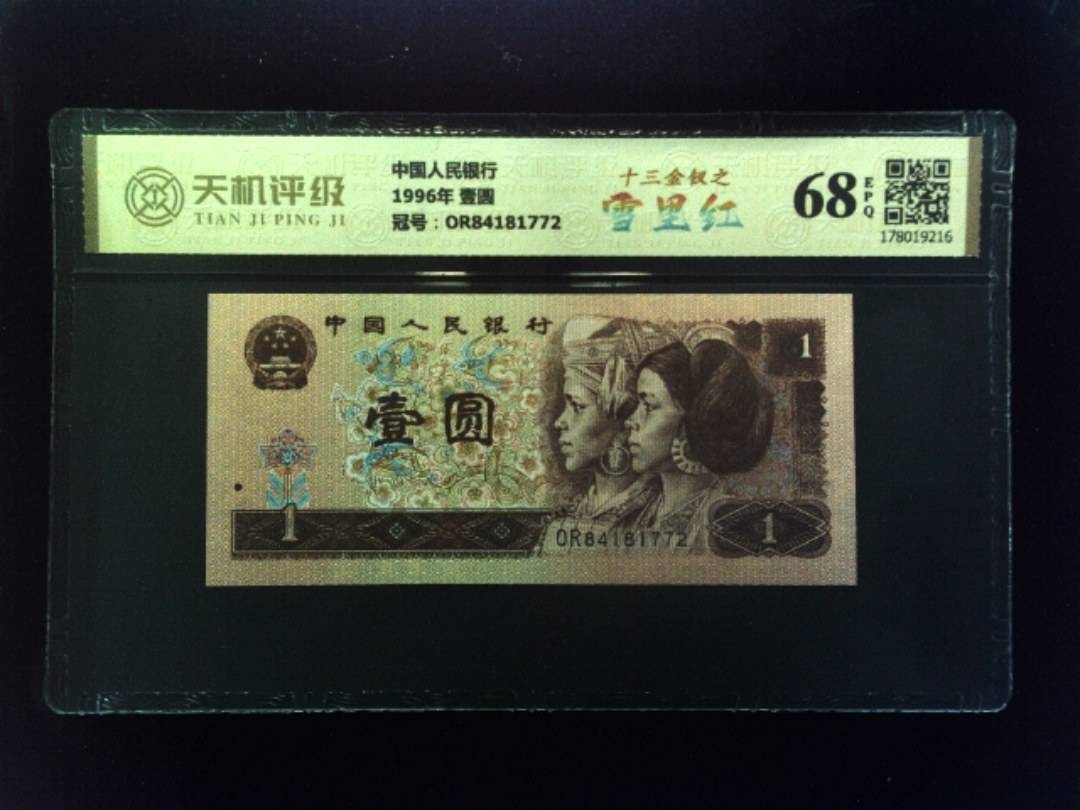 天机评级
TIAN JI PING JI
中国人民银行
1996年 壹圆
冠号：OR84181772
十三金钗之
雪里红
68
EPQ
178019216
中国人民银行
1
壹圆
1
OR84181772
1